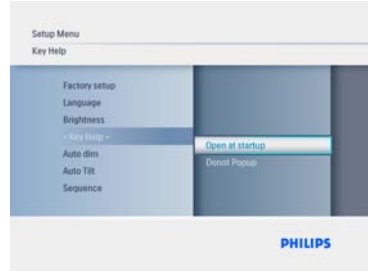 Setup Menu
Key Help
Factory setup
Language
Brightness
- Key Help -
Auto dim
Auto Tilt
Sequence
Open at startup
Donot Popup
PHILIPS